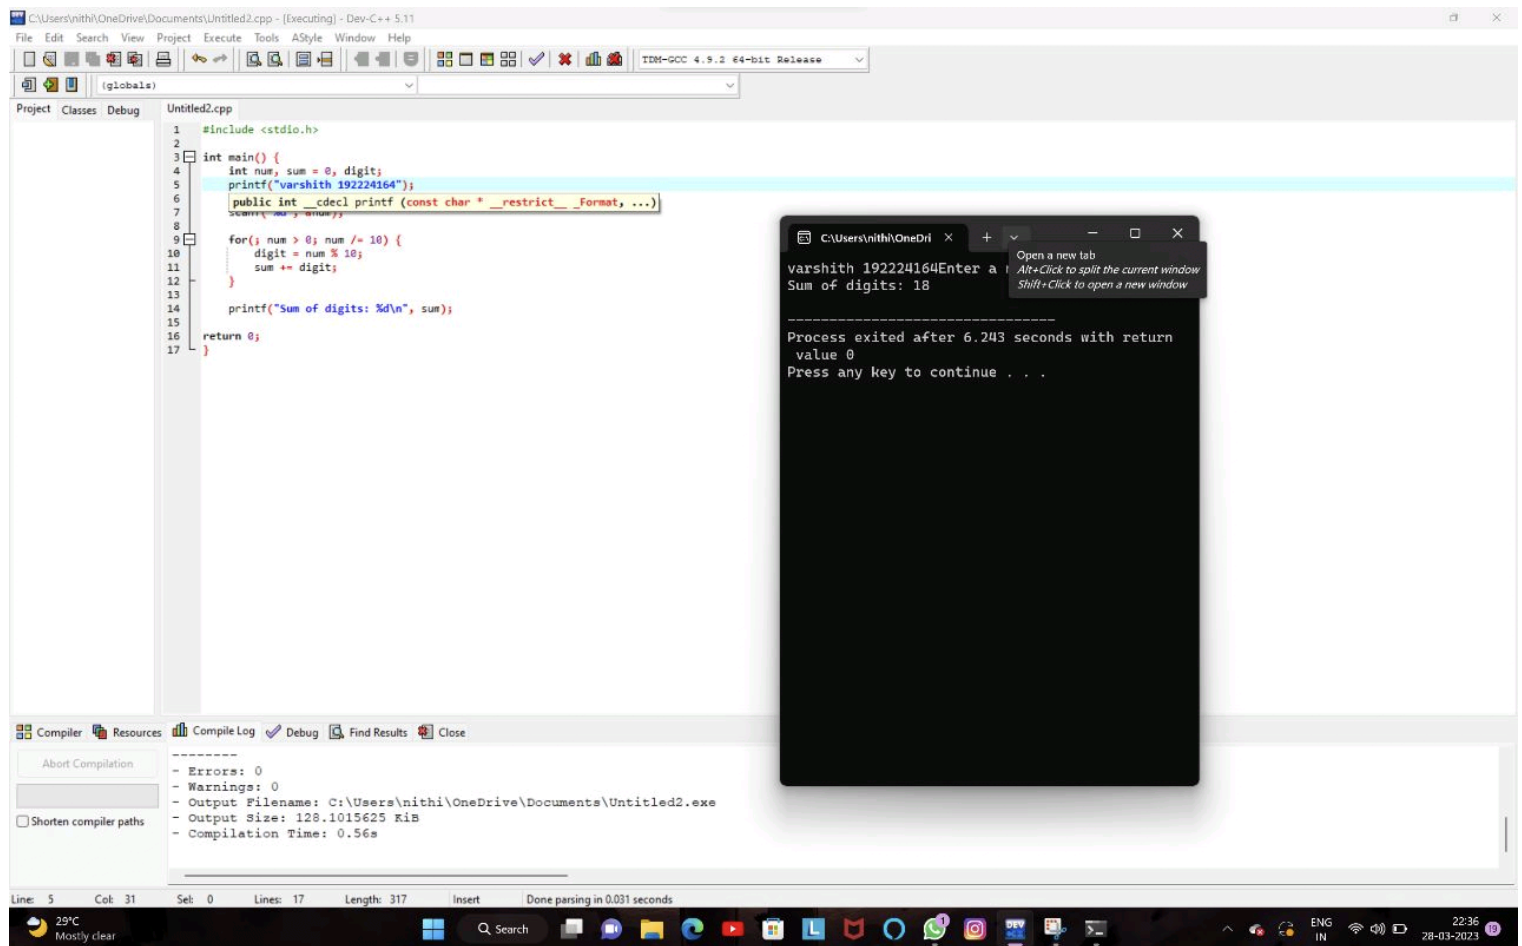 C:\Users\nithi\OneDrive\Documents\Untitled2.cpp - [Executing] - Dev-C++ 5.11
File Edit Search View Project Execute Tools AStyle Window Help
TDM-GCC 4.9.2 64-bit Release
(globals)
Project Classes Debug Untitled2.cpp
1 #include <stdio.h>
2
3 int main() {
4 int num, sum = 0, digit;
5 printf("varshith 192224164");
6 public int __cdecl printf (const char * __restrict__ _Format, ...)
7
8
9 for(; num > 0; num /= 10) {
10 digit = num % 10;
11 sum += digit;
12 }
13
14 printf("Sum of digits: %d\n", sum);
15
16 return 0;
17 }
C:\Users\nithi\OneDri
Open a new tab
Alt+Click to split the current window
Shift+Click to open a new window
varshith 192224164Enter a
Sum of digits: 18
--------------------------------
Process exited after 6.243 seconds with return
value 0
Press any key to continue . . .
Compiler Resources Compile Log Debug Find Results Close
Abort Compilation
Shorten compiler paths
--------
- Errors: 0
- Warnings: 0
- Output Filename: C:\Users\nithi\OneDrive\Documents\Untitled2.exe
- Output Size: 128.1015625 KiB
- Compilation Time: 0.56s
Line: 5 Col: 31 Sel: 0 Lines: 17 Length: 317 Insert Done parsing in 0.031 seconds
29°C
Mostly clear
Search
1
DEV
ENG
IN
22:36
28-03-2023
19